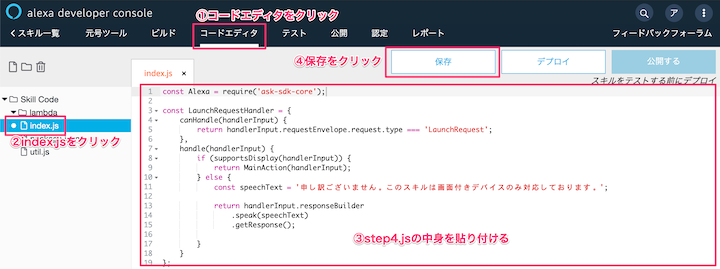 alexa developer console
①コードエディタをクリック
く スキル一覧
元号ツール
ビルド
コードエディタ
テスト
公開
認定
レポート
フィードバックフォーラム
④保存をクリック
保存
デプロイ
公開する
index.js ×
スキルをテストする前にデプロイ
Skill Code
lambda
index.js
②index.jsをクリック
util.js
1 const Alexa = require('ask-sdk-core');
2
3 const LaunchRequestHandler = {
4 canHandle(handlerInput) {
5 return handlerInput.requestEnvelope.request.type === 'LaunchRequest';
6 },
7 handle(handlerInput) {
8 if (supportsDisplay(handlerInput)) {
9 return MainAction(handlerInput);
10 } else {
11 const speechText = '申し訳ございません。このスキルは画面付きデバイスのみ対応しております。';
12
13 return handlerInput.responseBuilder
14 .speak(speechText)
15 .getResponse();
16
17 }
18 }
19 };
③step4.jsの中身を貼り付ける